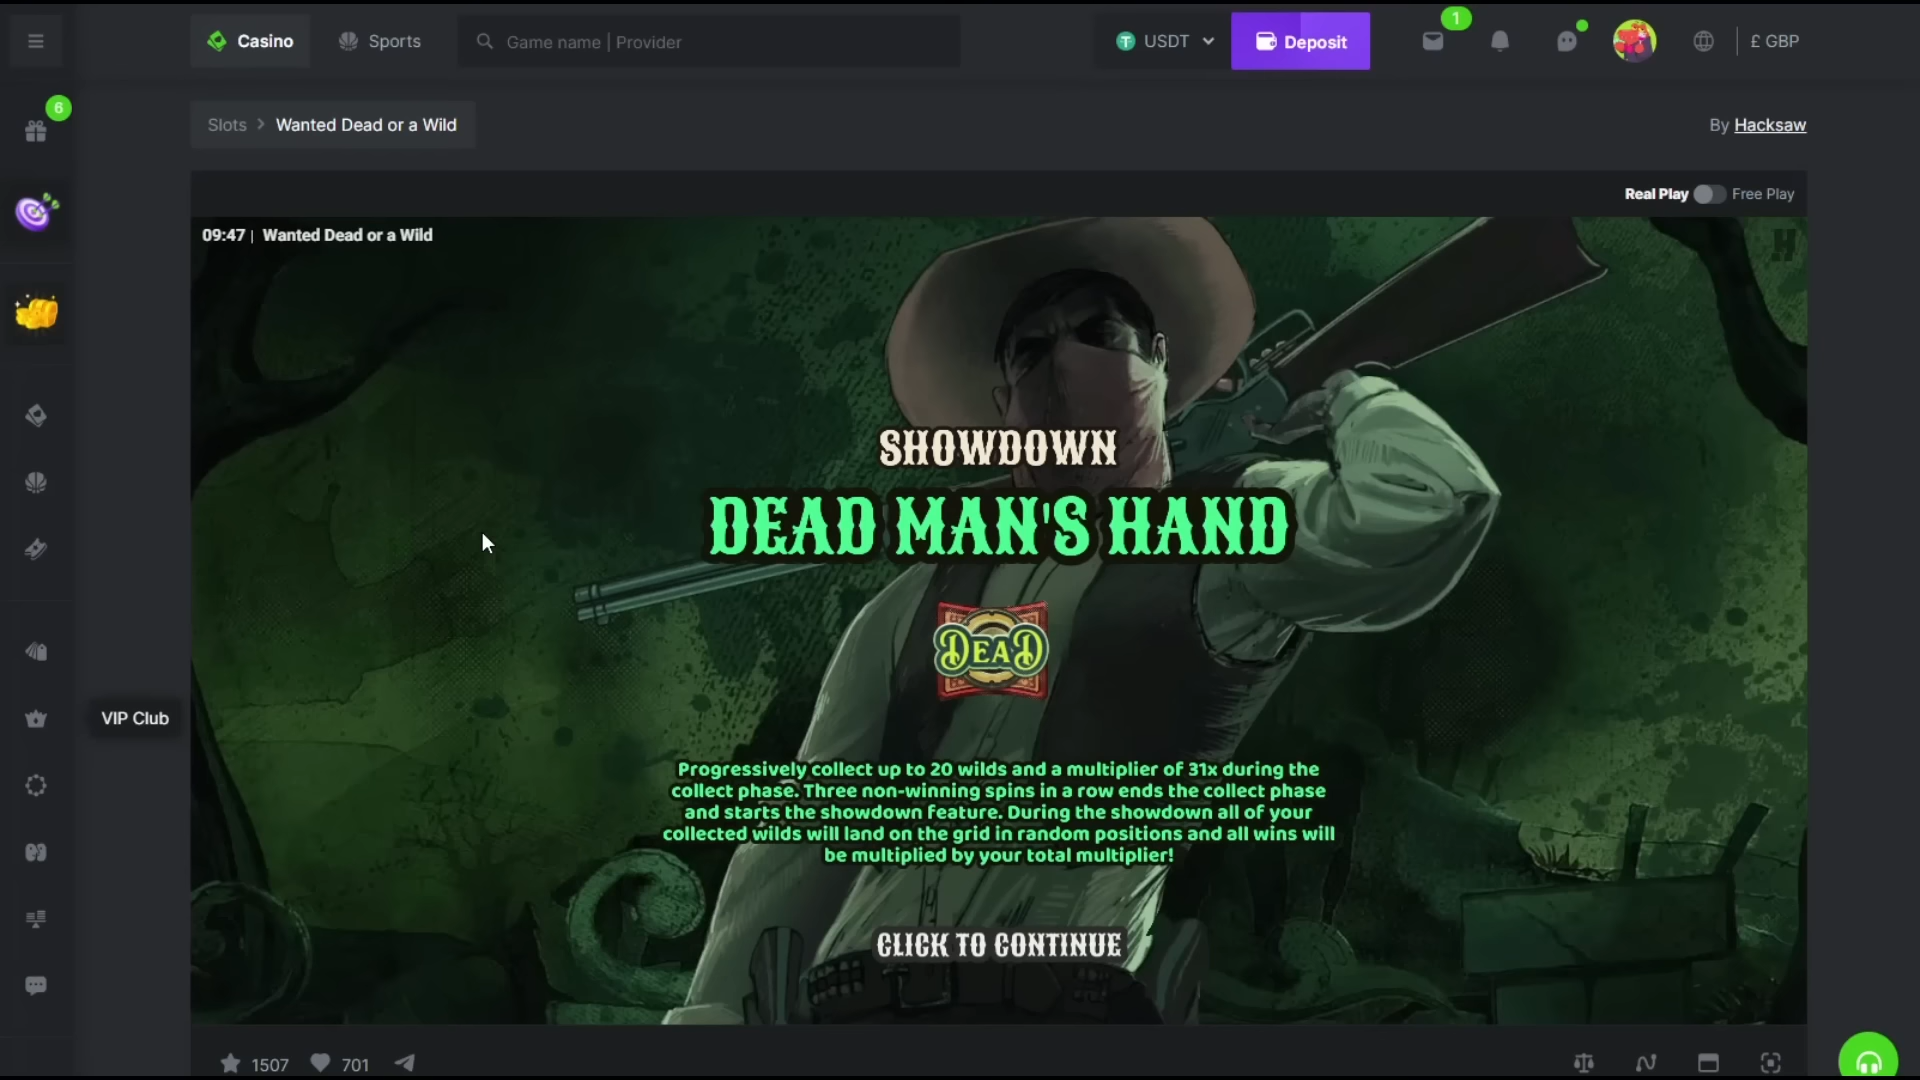 Casino
Sports
Game name | Provider
USDT
Deposit
1
£ GBP
6
Slots > Wanted Dead or a Wild
By Hacksaw
Real Play
Free Play
09:47 | Wanted Dead or a Wild
H
SHOWDOWN
DEAD MAN'S HAND
DEAD
VIP Club
Progressively collect up to 20 wilds and a multiplier of 31x during the
collect phase. Three non-winning spins in a row ends the collect phase
and starts the showdown feature. During the showdown all of your
collected wilds will land on the grid in random positions and all wins will
be multiplied by your total multiplier!
CLICK TO CONTINUE
1507
701